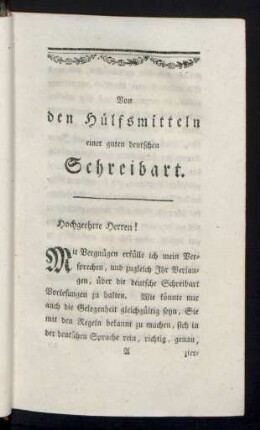 Von
den Hülfsmitteln
einer guten deutschen
Schreibart.
Hochgeehrte Herren!
Mit Vergnügen erfülle ich mein Ver-
sprechen, und zugleich Ihr Verlan-
gen, über die deutsche Schreibart
Vorlesungen zu halten. Wie könnte mir
auch die Gelegenheit gleichgültig seyn, Sie
mit den Regeln bekannt zu machen, sich in
der deutschen Sprache rein, richtig, genau,
A zier-